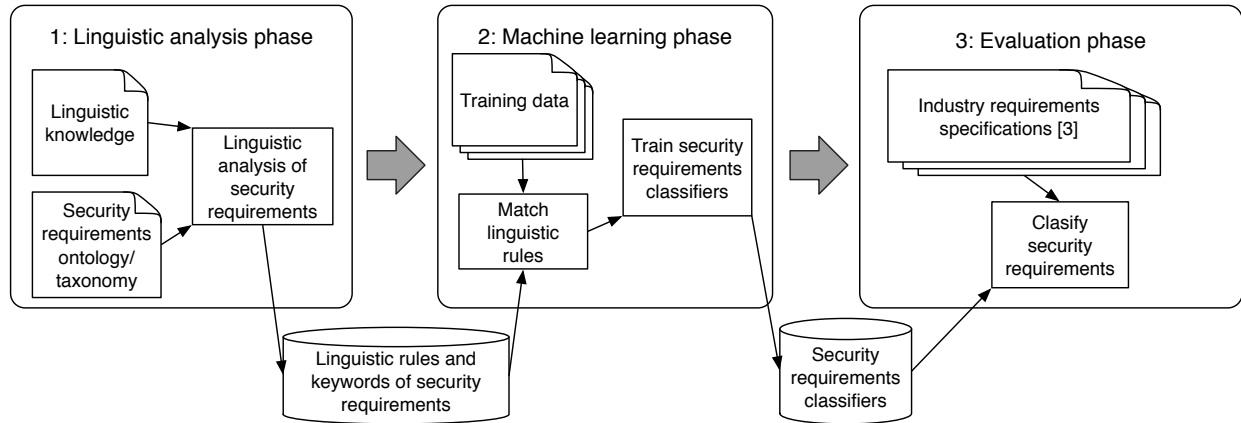 1: Linguistic analysis phase
Linguistic
knowledge
Security
requirements
ontology/
taxonomy
Linguistic
analysis of
security
requirements
Linguistic rules and
keywords of security
requirements
2: Machine learning phase
Training data
Match
linguistic
rules
Train security
requirements
classifiers
Security
requirements
classifiers
3: Evaluation phase
Industry requirements
specifications [3]
Clasify
security
requirements